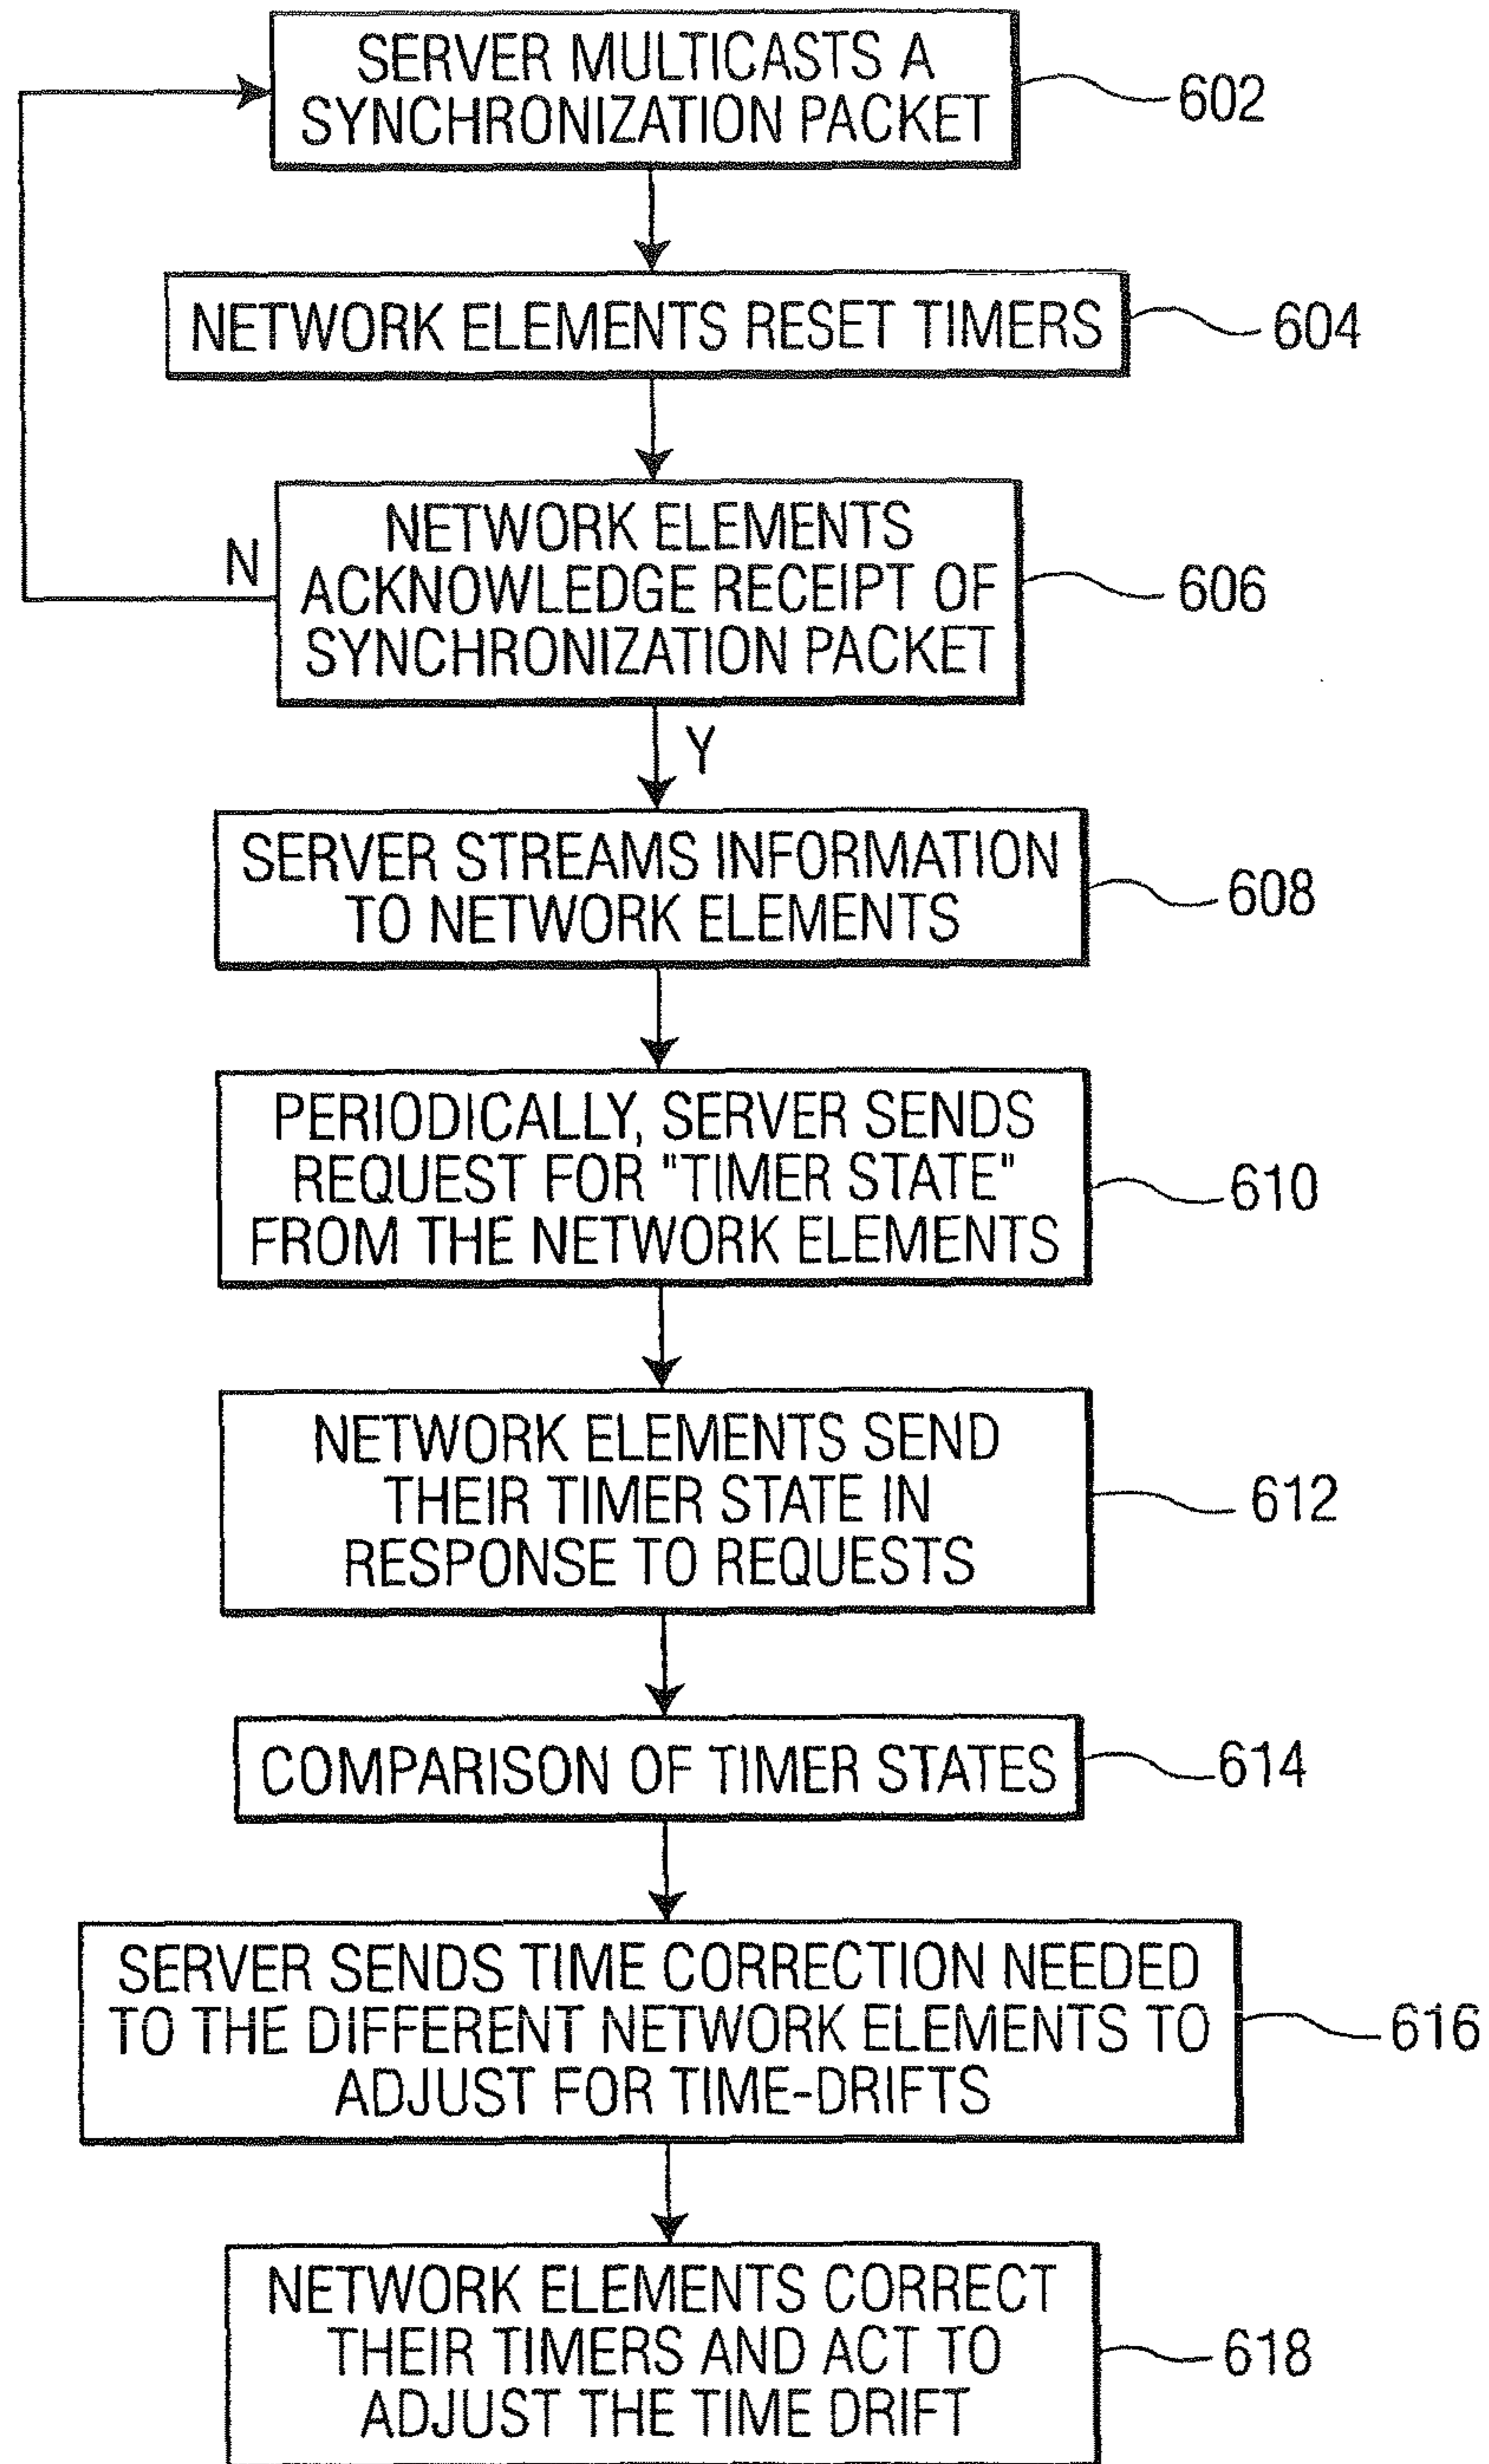 SERVER MULTICASTS A
SYNCHRONIZATION PACKET
602
NETWORK ELEMENTS RESET TIMERS
604
NETWORK ELEMENTS
ACKNOWLEDGE RECEIPT OF
SYNCHRONIZATION PACKET
606
N
Y
SERVER STREAMS INFORMATION
TO NETWORK ELEMENTS
608
PERIODICALLY, SERVER SENDS
REQUEST FOR "TIMER STATE"
FROM THE NETWORK ELEMENTS
610
NETWORK ELEMENTS SEND
THEIR TIMER STATE IN
RESPONSE TO REQUESTS
612
COMPARISON OF TIMER STATES
614
SERVER SENDS TIME CORRECTION NEEDED
TO THE DIFFERENT NETWORK ELEMENTS TO
ADJUST FOR TIME-DRIFTS
616
NETWORK ELEMENTS CORRECT
THEIR TIMERS AND ACT TO
ADJUST THE TIME DRIFT
618